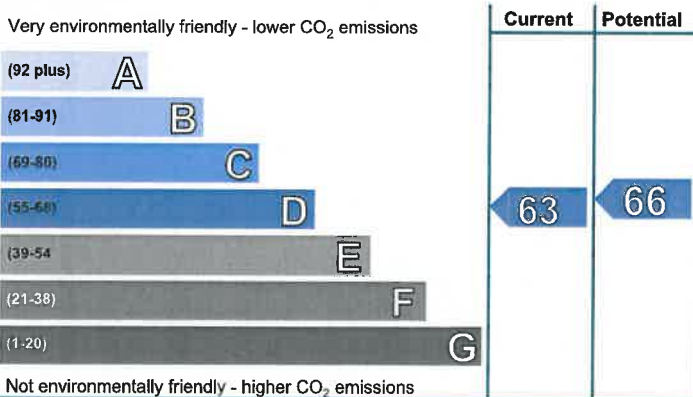 Very environmentally friendly - lower CO₂ emissions
Current
Potential
(92 plus) A
(81-91) B
(69-80) C
(55-68) D
63
66
(39-54 E
(21-38) F
(1-20) G
Not environmentally friendly - higher CO₂ emissions